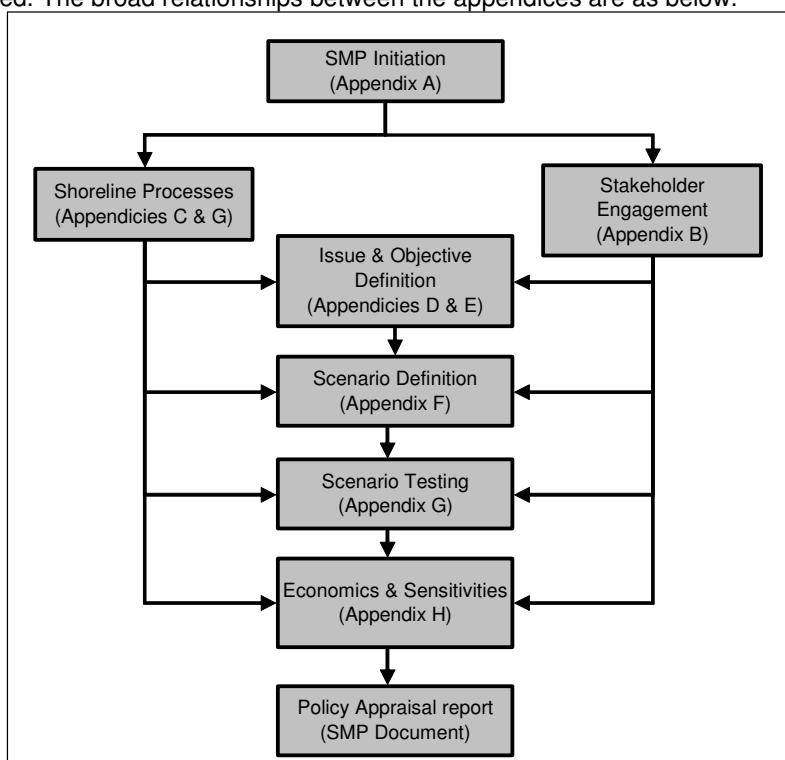 ed. The broad relationships between the appendices are as below.
SMP Initiation
(Appendix A)
Shoreline Processes
(Appendicies C & G)
Stakeholder
Engagement
(Appendix B)
Issue & Objective
Definition
(Appendicies D & E)
Scenario Definition
(Appendix F)
Scenario Testing
(Appendix G)
Economics & Sensitivities
(Appendix H)
Policy Appraisal report
(SMP Document)